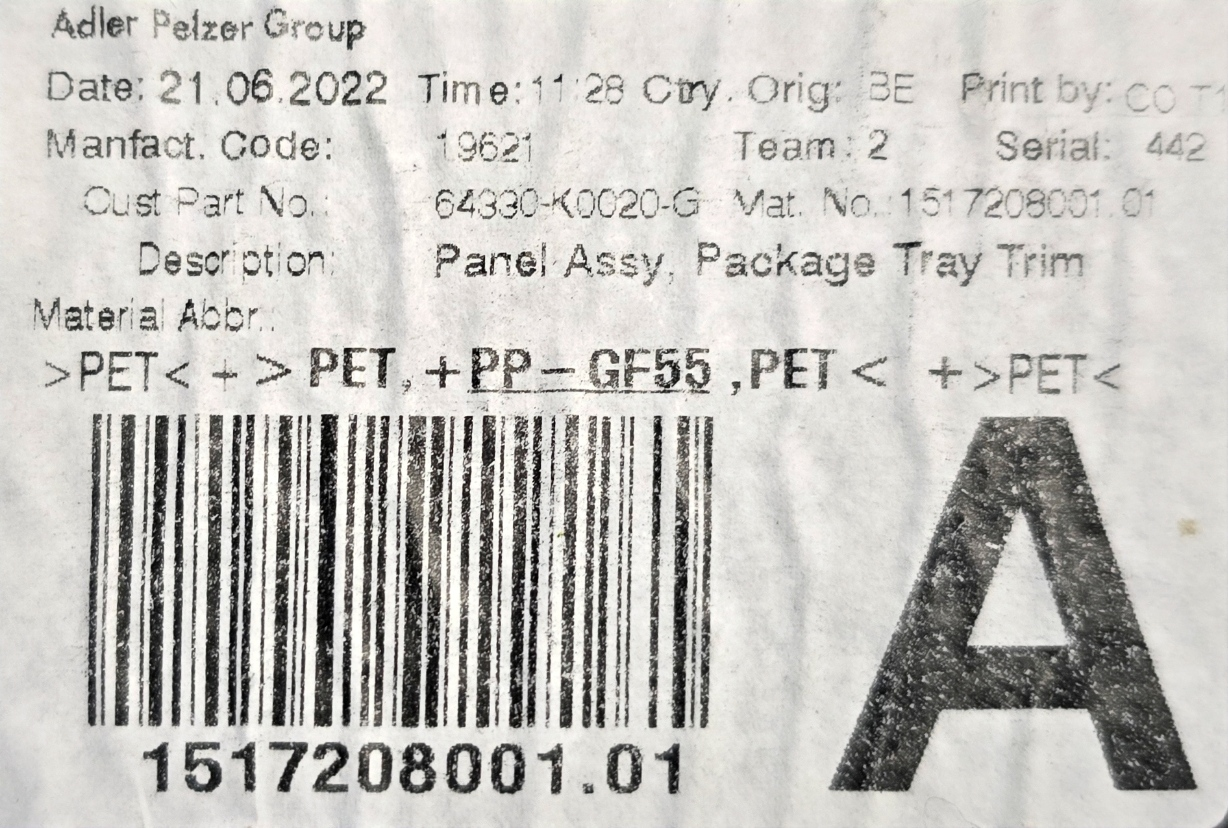 Adler Pelzer Group
Date: 21.06.2022 Time: 11:28 Ctry. Orig: BE Print by: CO T1
Manfact. Code: 19621 Team: 2 Serial: 442
Cust Part No.: 64330-K0020-G Mat. No.: 1517208001.01
Description: Panel Assy, Package Tray Trim
Material Abbr.:
>PET< + > PET, +PP-GF55 ,PET < +>PET<
A
1517208001.01